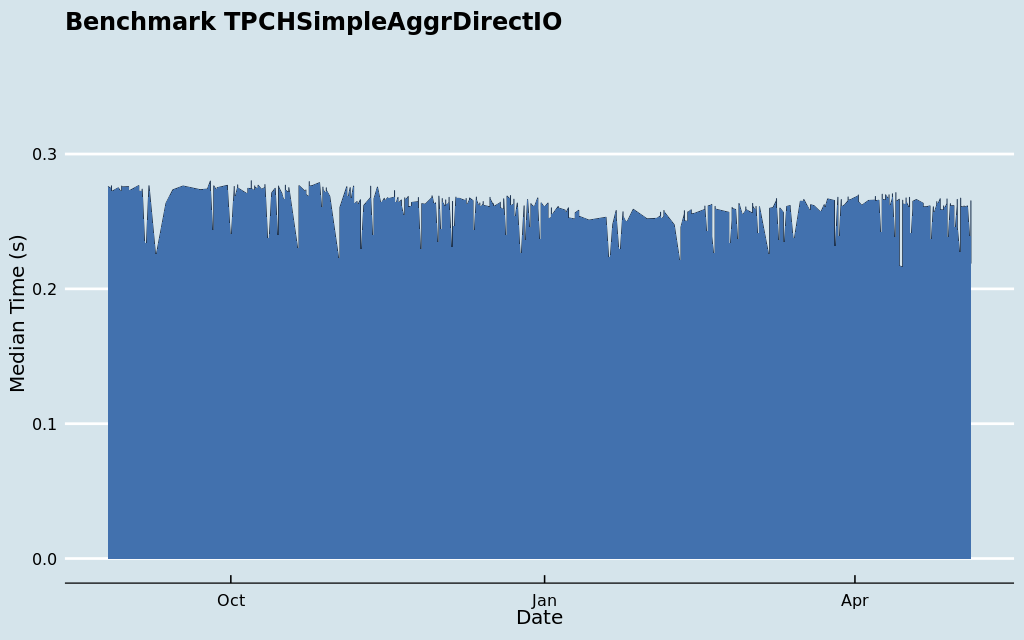 Benchmark TPCHSimpleAggrDirectIO
Median Time (s)
0.3
0.2
0.1
0.0
Oct
Jan
Apr
Date